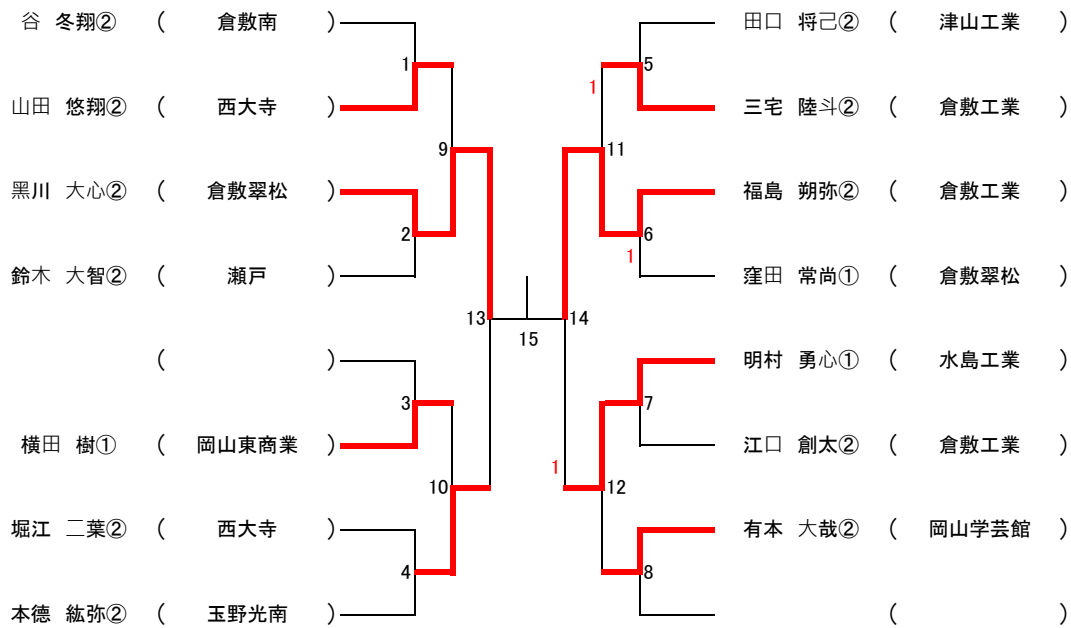 谷 冬翔② ( 倉敷南 )
山田 悠翔② ( 西大寺 )
黒川 大心② ( 倉敷翠松 )
鈴木 大智② ( 瀬戸 )
( )
横田 樹① ( 岡山東商業 )
堀江 二葉② ( 西大寺 )
本德 紘弥② ( 玉野光南 )
1
2
3
4
9
10
13
15
14
1
11
1
12
5
6
1
7
8
田口 将己② ( 津山工業 )
三宅 陸斗② ( 倉敷工業 )
福島 朔弥② ( 倉敷工業 )
窪田 常尚① ( 倉敷翠松 )
明村 勇心① ( 水島工業 )
江口 創太② ( 倉敷工業 )
有本 大哉② ( 岡山学芸館 )
( )